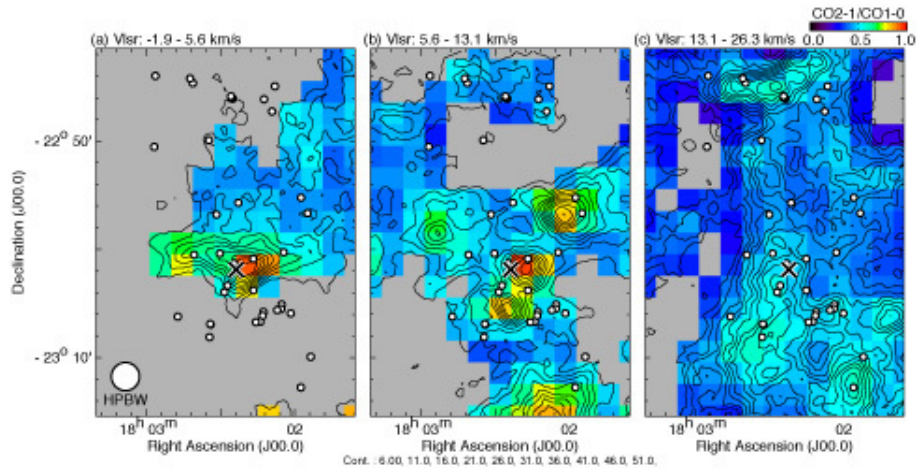 CO2-1/CO1-0
0.0 0.5 1.0
(a) Vlsr: -1.9 - 5.6 km/s
(b) Vlsr: 5.6 - 13.1 km/s
(c) Vlsr: 13.1 - 26.3 km/s
Declination (J00.0)
- 22° 50'
- 23° 10'
HPBW
18ʰ 03ᵐ 02
18ʰ 03ᵐ 02
18ʰ 03ᵐ 02
Right Ascension (J00.0)
Right Ascension (J00.0)
Right Ascension (J00.0)
Cont. : 6.00, 11.0, 16.0, 21.0, 26.0, 31.0, 36.0, 41.0, 46.0, 51.0,